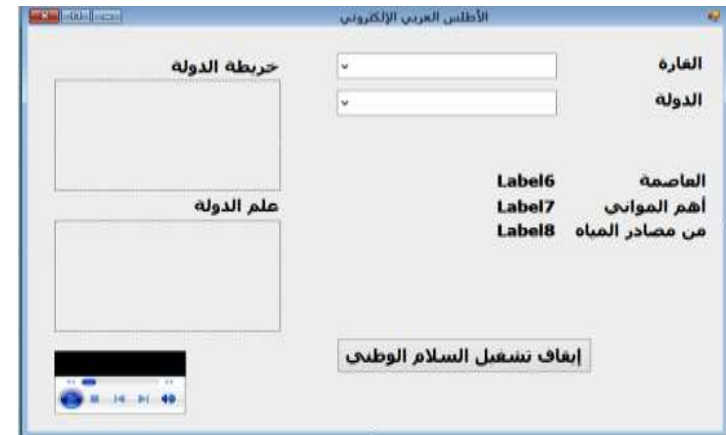 الأطلس العربي الإلكتروني
القارة
الدولة
خريطة الدولة
العاصمة Label6
أهم المواني Label7
من مصادر المياه Label8
علم الدولة
إيقاف تشغيل السلام الوطني